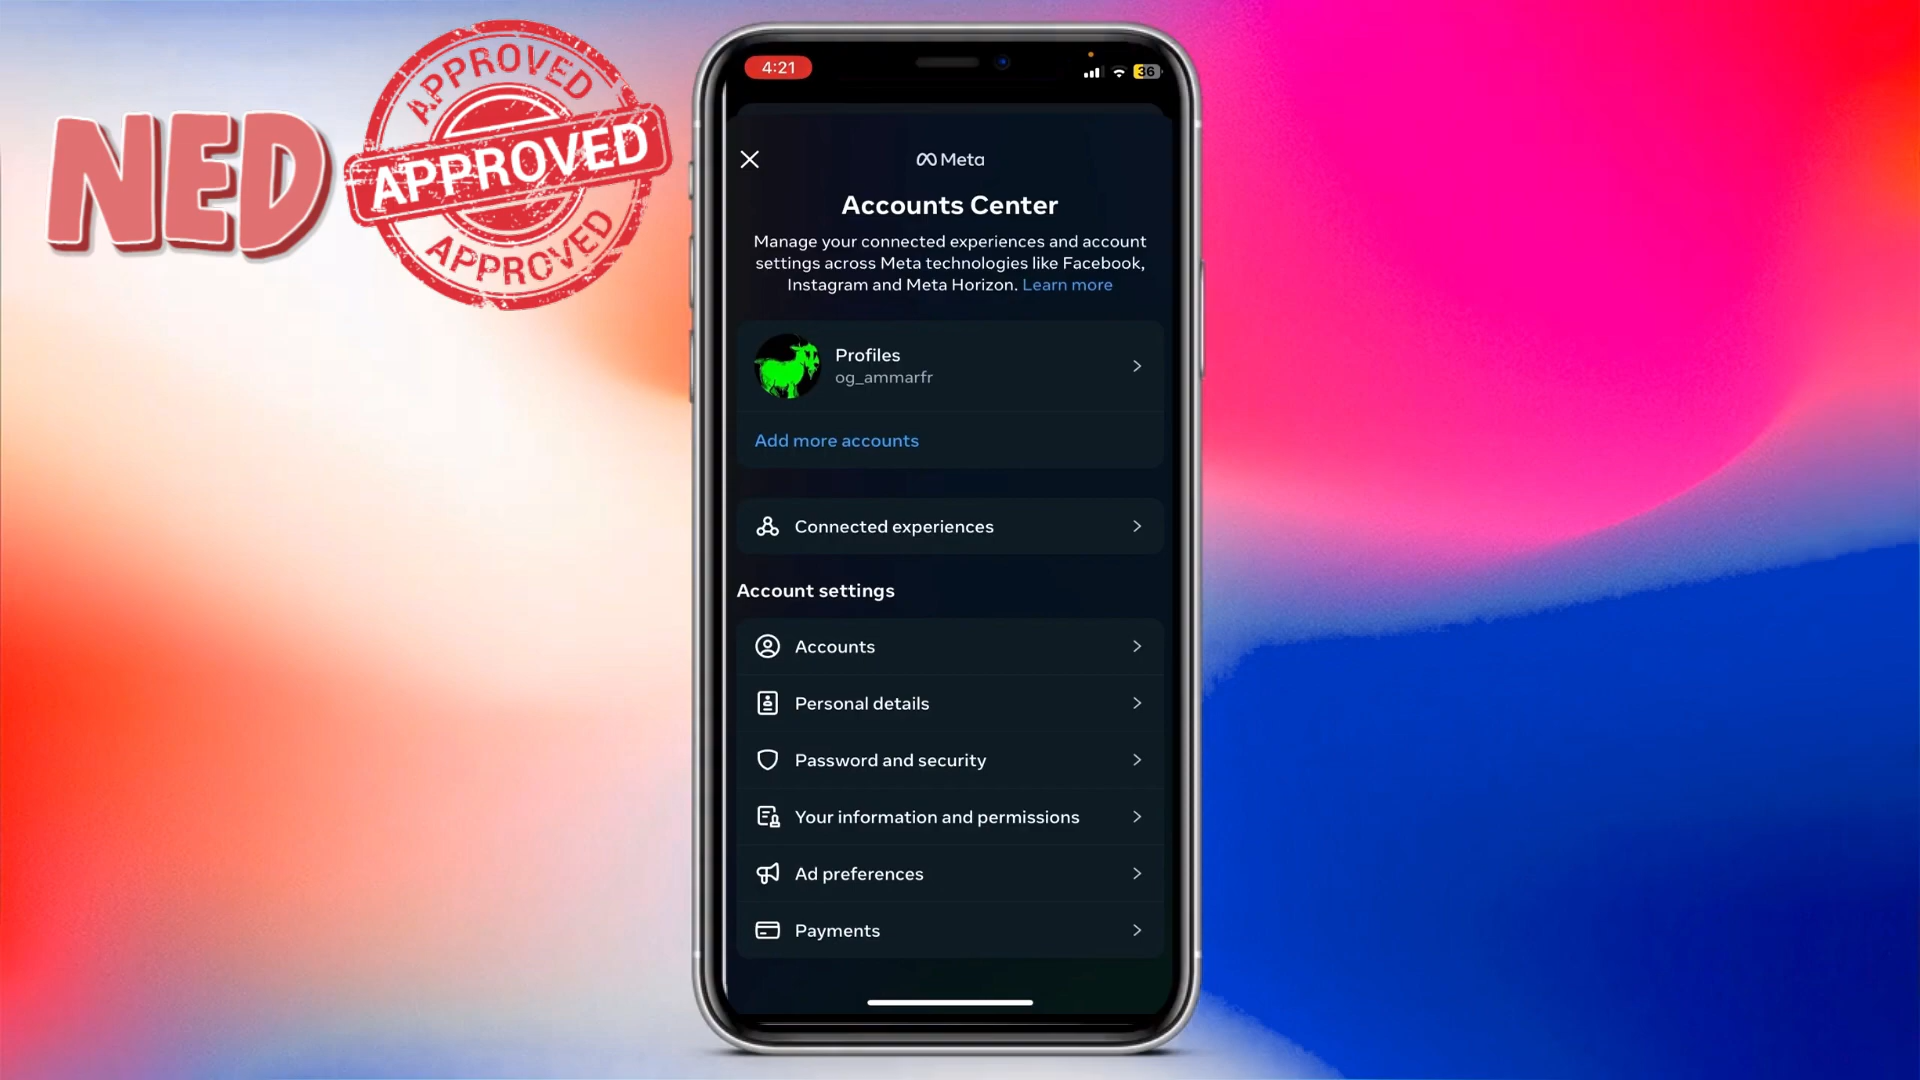 NED
APPROVED
APPROVED
APPROVED
4:21
36
Meta
Accounts Center
Manage your connected experiences and account
settings across Meta technologies like Facebook,
Instagram and Meta Horizon. Learn more
Profiles
og_ammarfr
Add more accounts
Connected experiences
Account settings
Accounts
Personal details
Password and security
Your information and permissions
Ad preferences
Payments